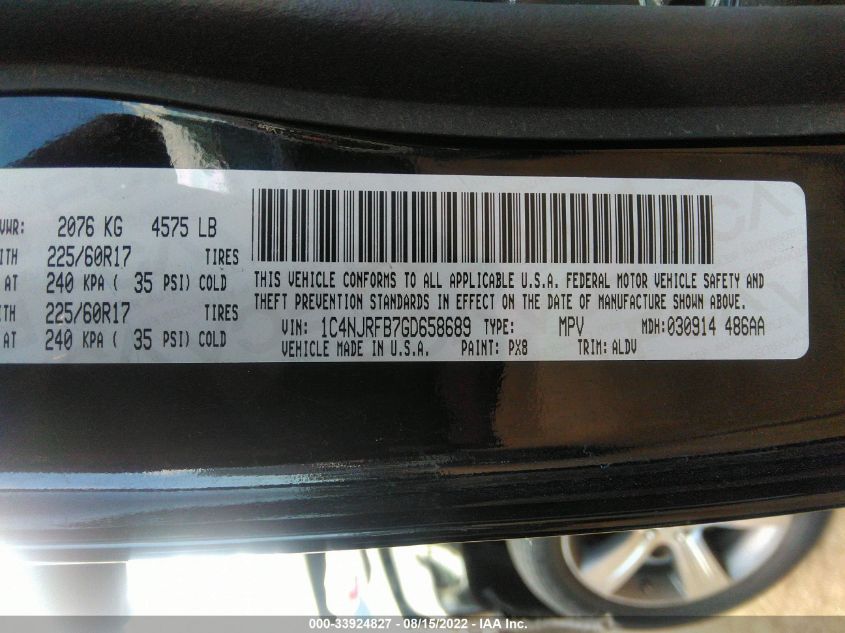 VWR: 2076 KG 4575 LB
ITH 225/60R17 TIRES
AT 240 KPA ( 35 PSI) COLD
225/60R17 TIRES
AT 240 KPA ( 35 PSI) COLD
THIS VEHICLE CONFORMS TO ALL APPLICABLE U.S.A. FEDERAL MOTOR VEHICLE SAFETY AND
THEFT PREVENTION STANDARDS IN EFFECT ON THE DATE OF MANUFACTURE SHOWN ABOVE.
VIN: 1C4NJRFB7GD658689 TYPE: MPV MDH:030914 486AA
VEHICLE MADE IN U.S.A. PAINT: PX8 TRIM: ALDV
000-33924827 - 08/15/2022 - IAA Inc.